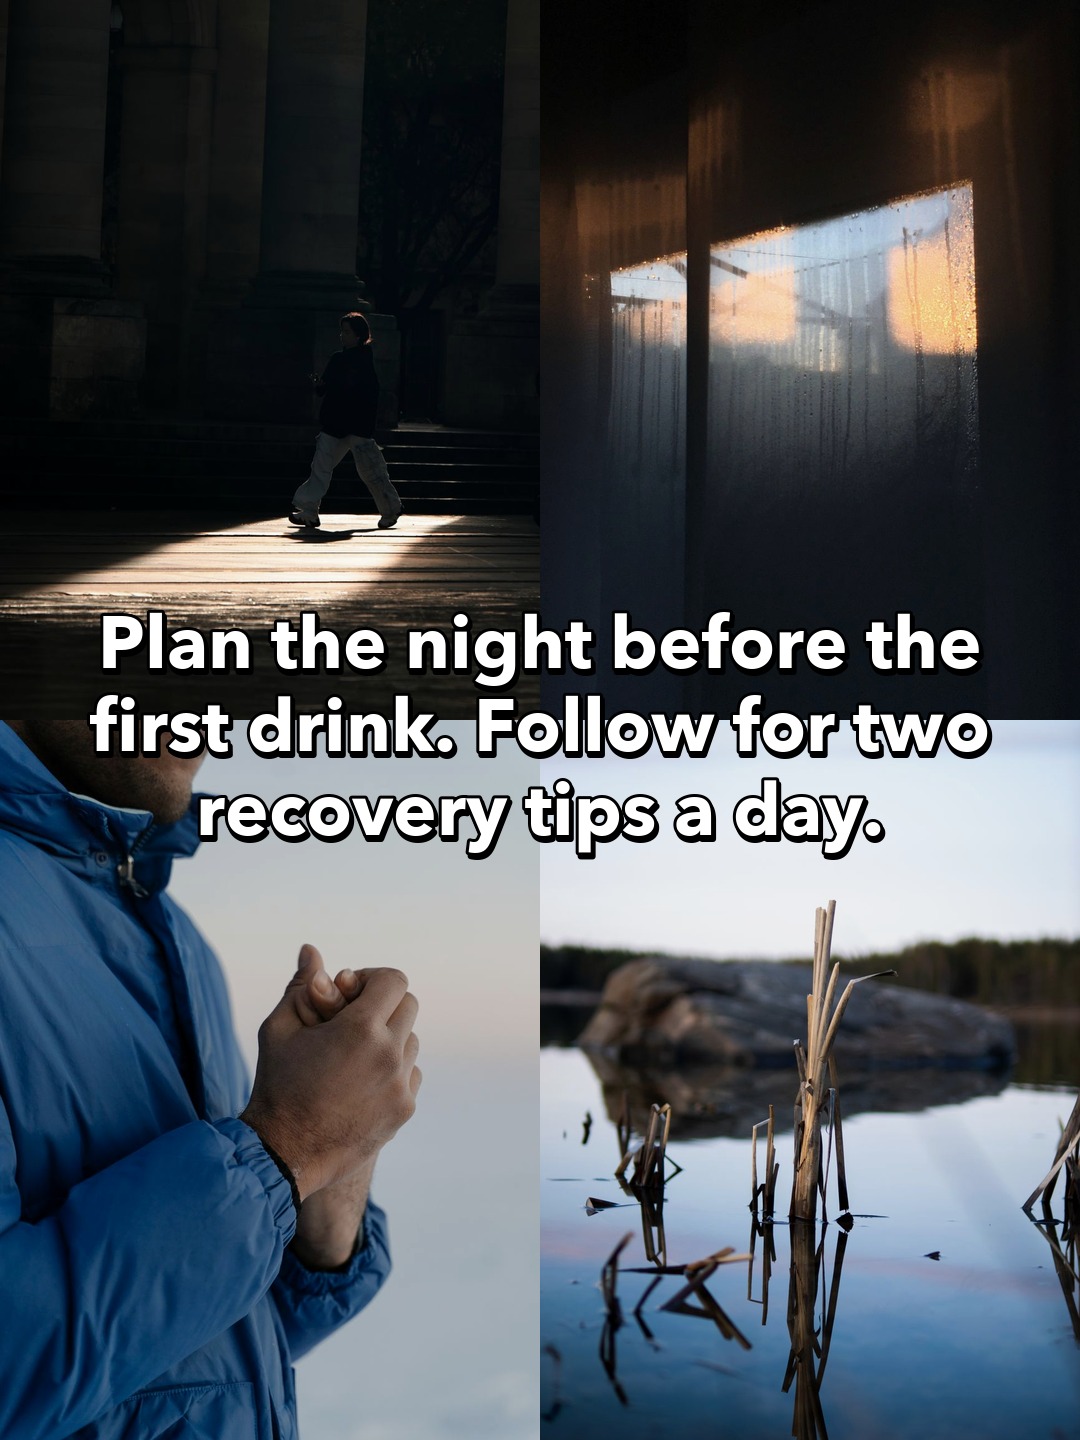 Plan the night before the
first drink. Follow for two
recovery tips a day.